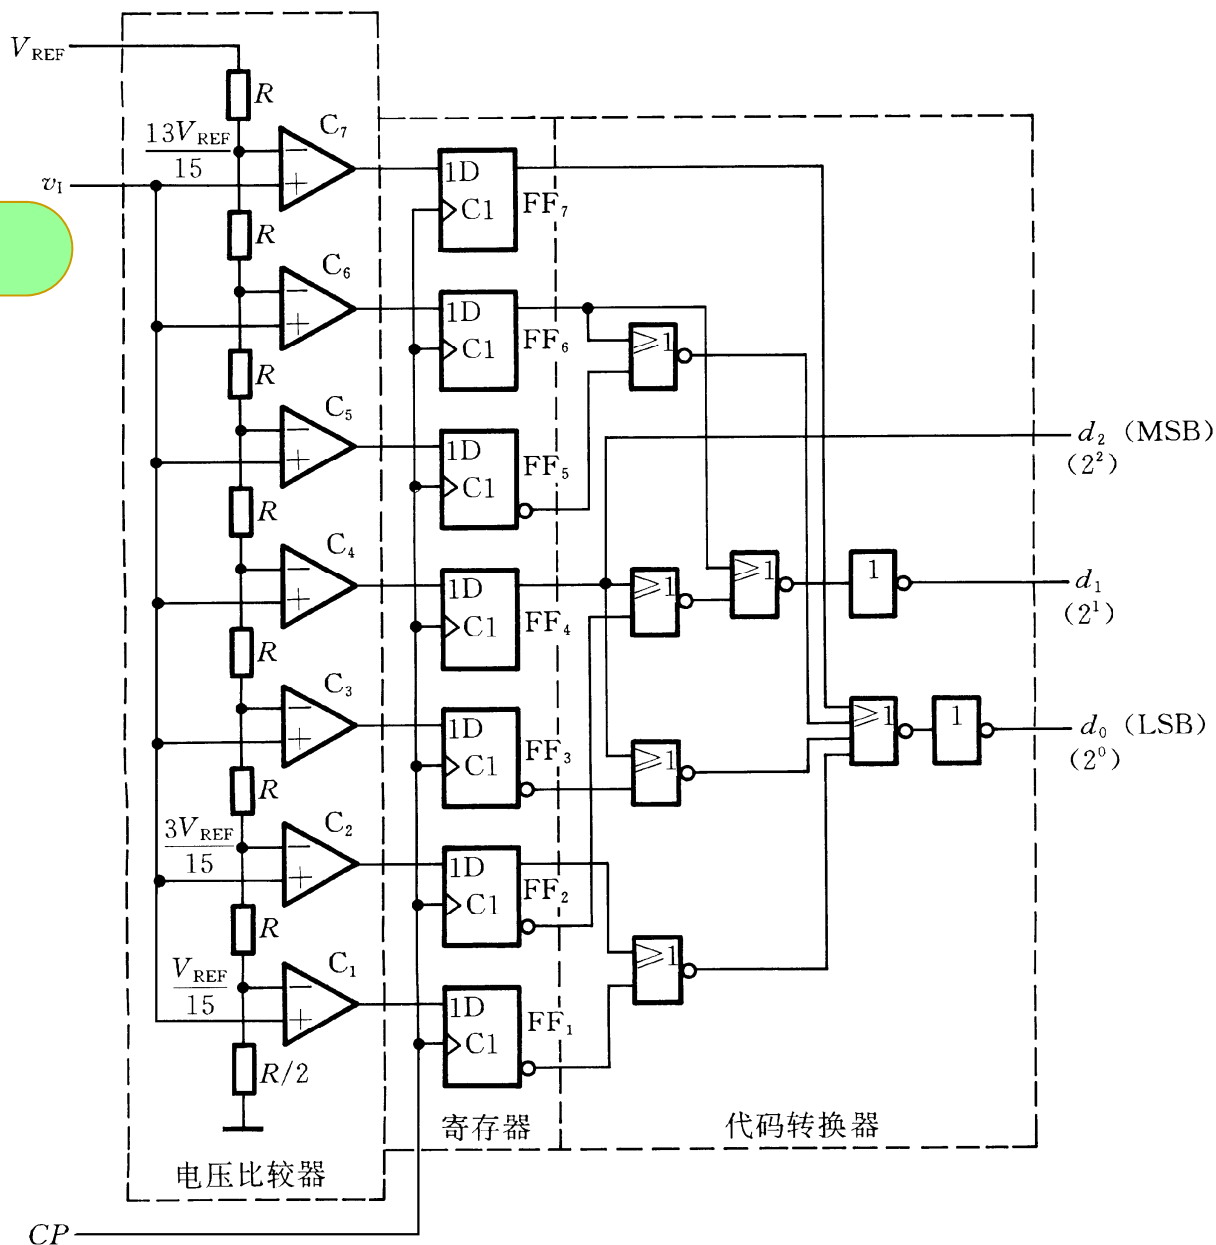 V_REF
R
C₇
13V_REF
15
−
+
v_I
1D
C1
FF₇
R
C₆
−
+
1D
C1
FF₆
≥1
R
C₅
−
+
1D
C1
FF₅
d₂ (MSB)
(2²)
R
C₄
−
+
1D
C1
FF₄
≥1
≥1
1
d₁
(2¹)
R
C₃
−
+
1D
C1
FF₃
≥1
≥1
1
d₀ (LSB)
(2⁰)
R
C₂
3V_REF
15
−
+
1D
C1
FF₂
R
≥1
C₁
V_REF
15
−
+
1D
C1
FF₁
R/2
寄存器
代码转换器
电压比较器
CP